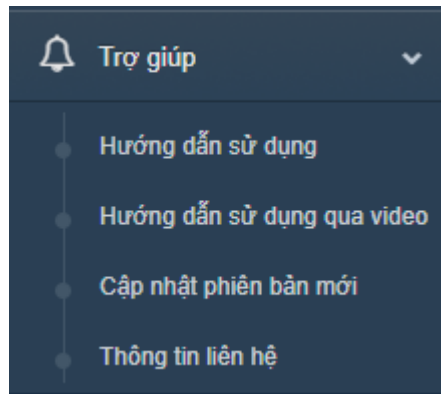 Trợ giúp
Hướng dẫn sử dụng
Hướng dẫn sử dụng qua video
Cập nhật phiên bản mới
Thông tin liên hệ